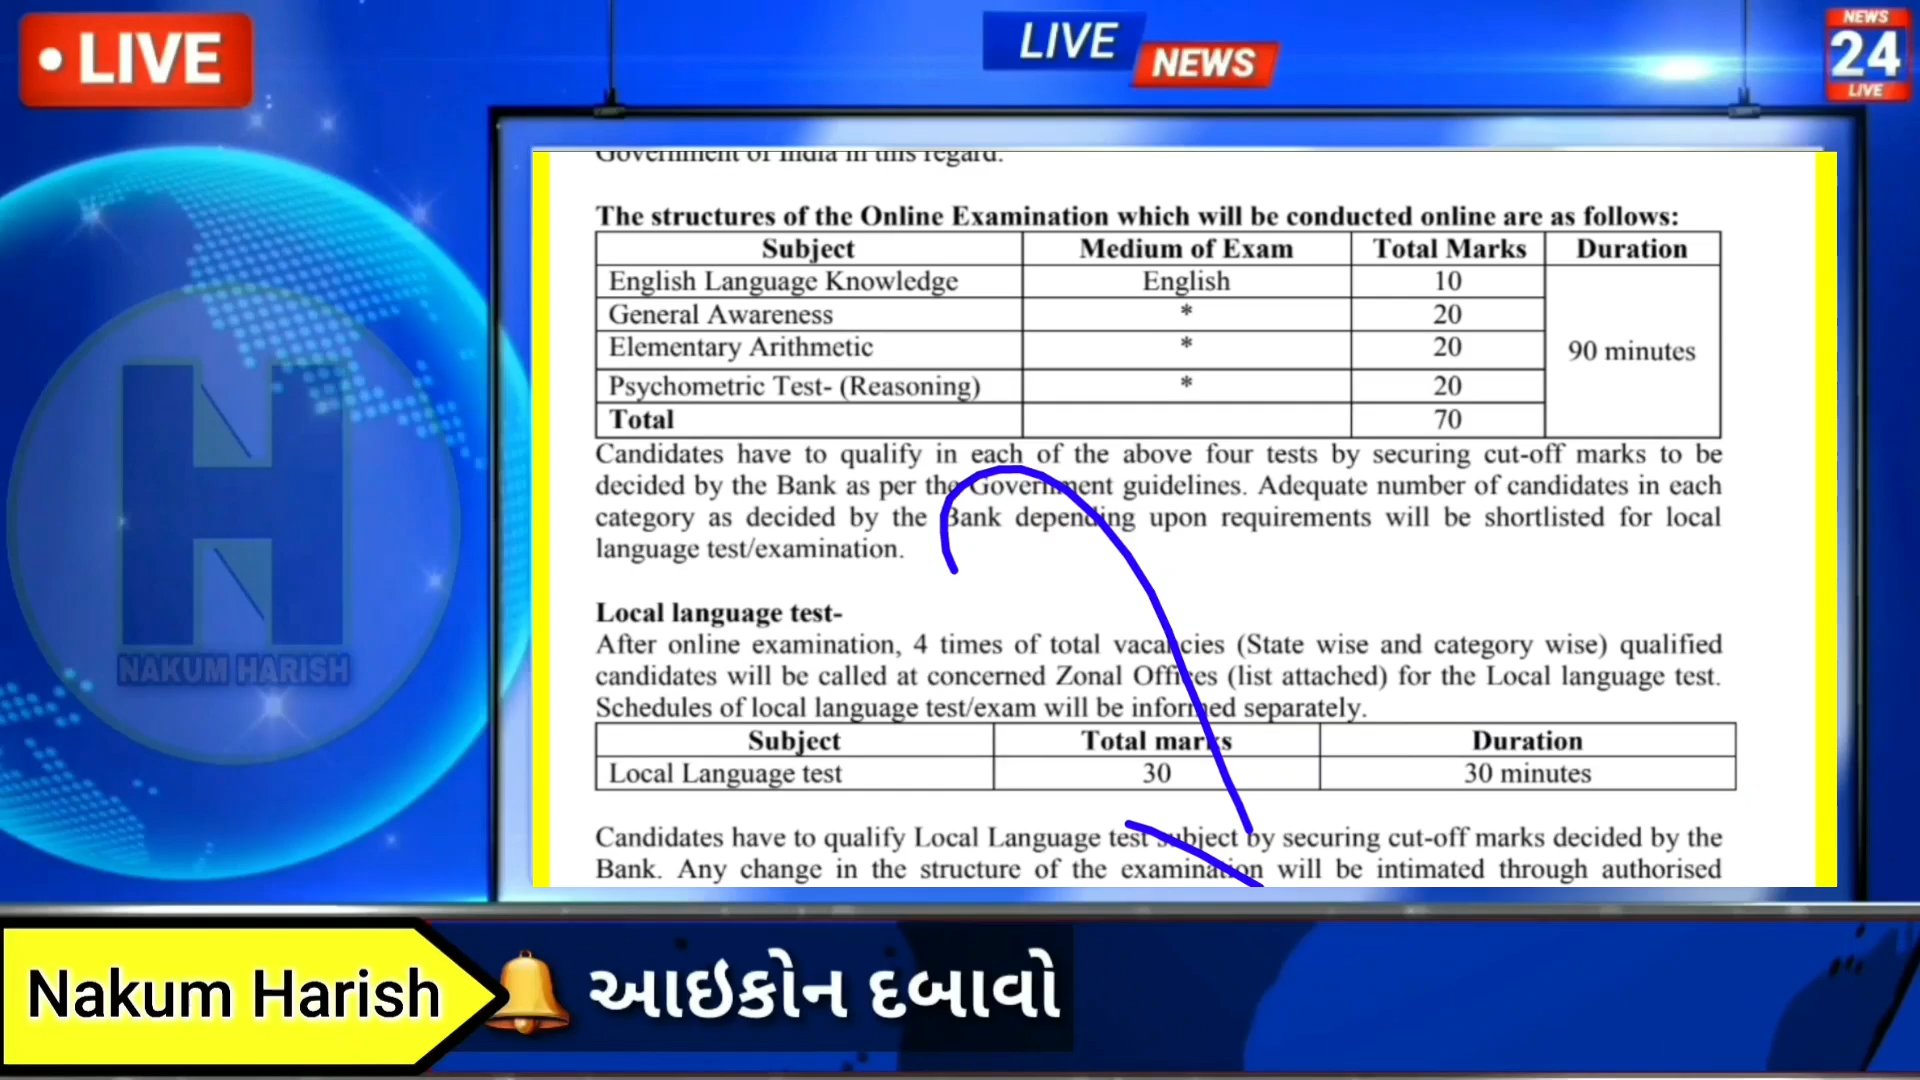 LIVE
LIVE
NEWS
NEWS
24
LIVE
Government of India in this regard.
The structures of the Online Examination which will be conducted online are as follows:
Subject Medium of Exam Total Marks Duration
English Language Knowledge English 10
General Awareness * 20
Elementary Arithmetic * 20
90 minutes
Psychometric Test- (Reasoning) * 20
Total 70
Candidates have to qualify in each of the above four tests by securing cut-off marks to be
decided by the Bank as per the Government guidelines. Adequate number of candidates in each
category as decided by the Bank depending upon requirements will be shortlisted for local
language test/examination.
Local language test-
After online examination, 4 times of total vacancies (State wise and category wise) qualified
candidates will be called at concerned Zonal Offices (list attached) for the Local language test.
Schedules of local language test/exam will be informed separately.
Subject Total marks Duration
Local Language test 30 30 minutes
Candidates have to qualify Local Language test subject by securing cut-off marks decided by the
Bank. Any change in the structure of the examination will be intimated through authorised
H
NAKUM HARISH
Nakum Harish
આઇકોન દબાવો